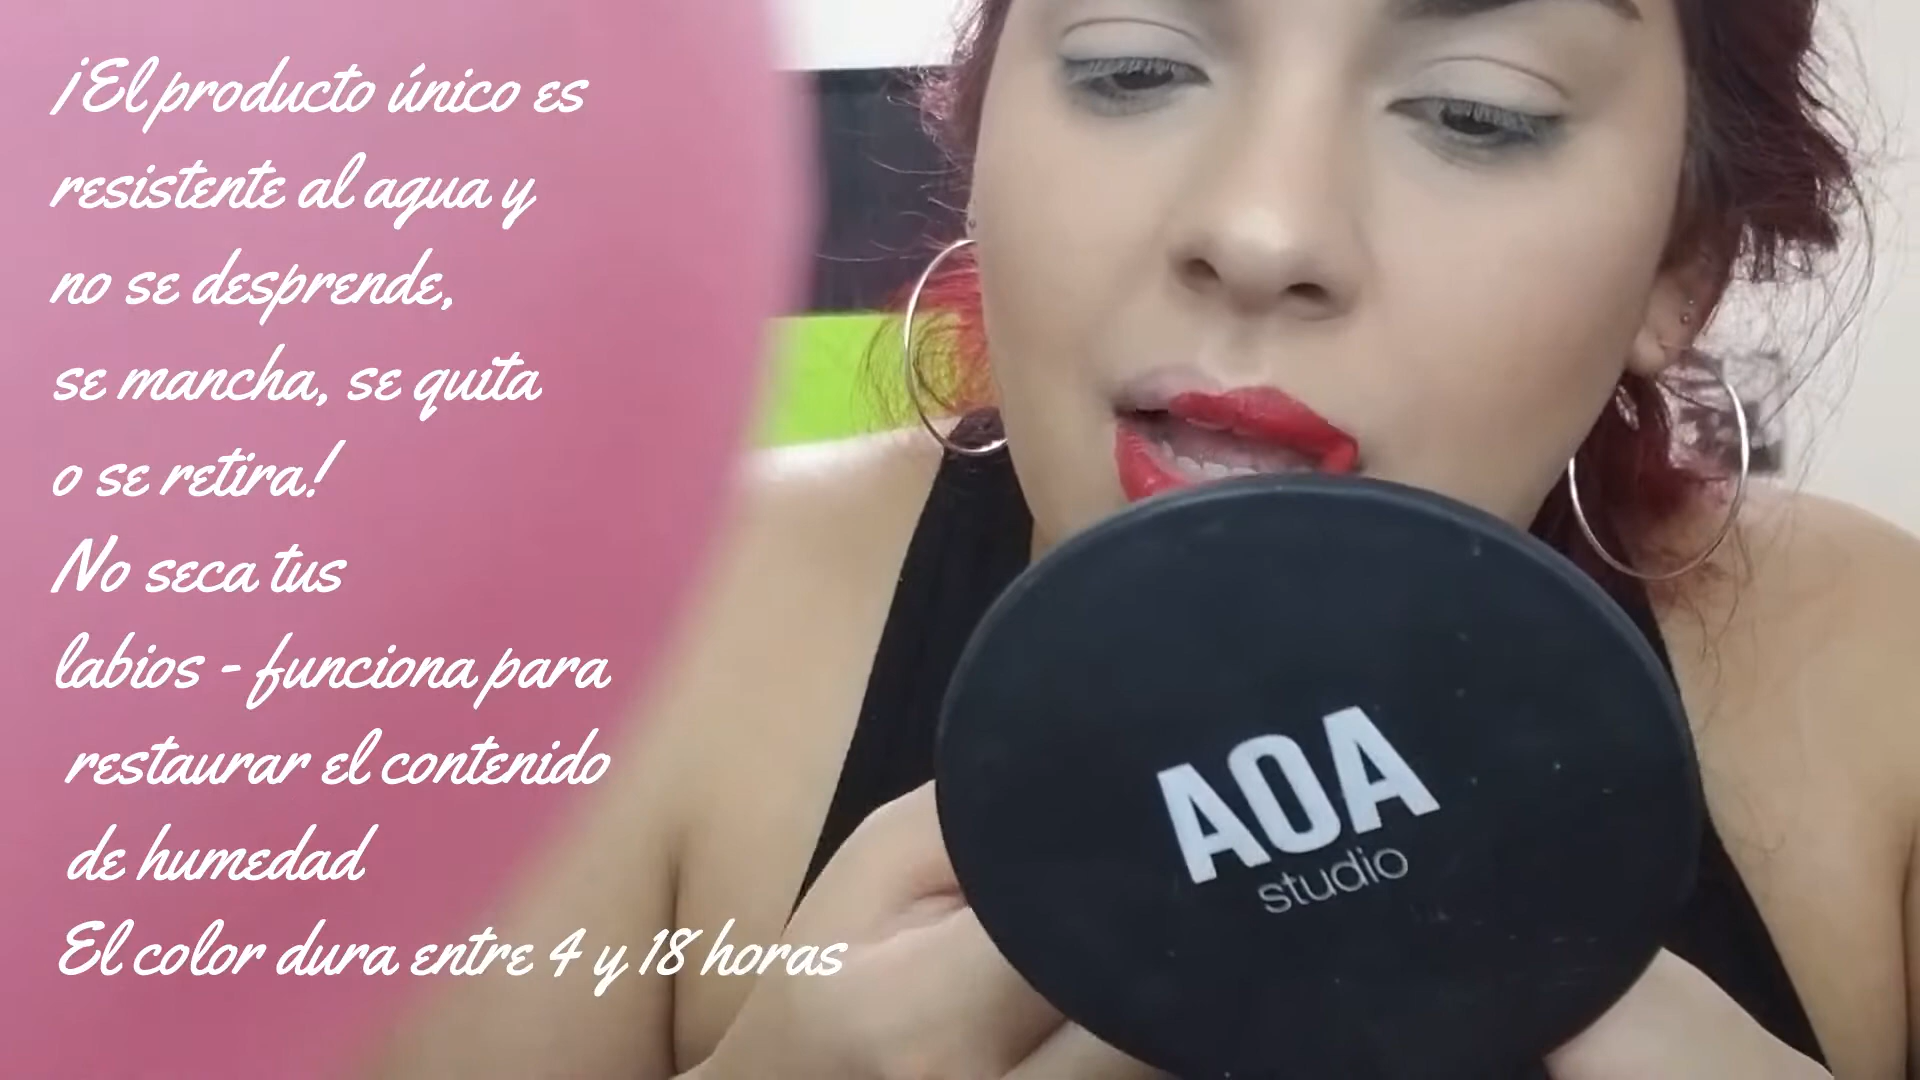 ¡El producto único es
resistente al agua y
no se desprende,
se mancha, se quita
o se retira!
No seca tus
labios - funciona para
restaurar el contenido
de humedad
El color dura entre 4 y 18 horas
AOA
studio